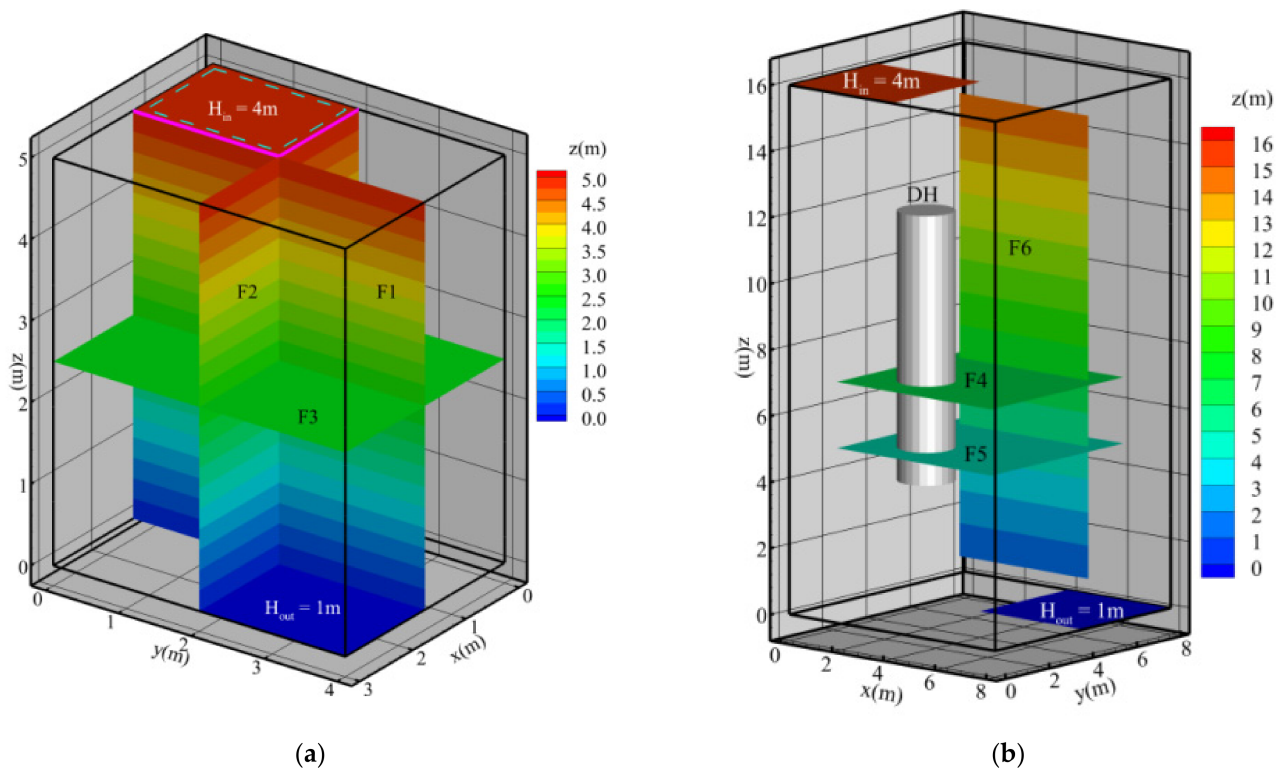 H_in = 4m
z(m)
5.0
4.5
4.0
3.5
3.0
2.5
2.0
1.5
1.0
0.5
0.0
5
4
3
2
1
0
z(m)
F2
F1
F3
H_out = 1m
0
1
2
3
4
y(m)
0
1
2
3
x(m)
(a)
H_in = 4m
z(m)
16
15
14
13
12
11
10
9
8
7
6
5
4
3
2
1
0
16
14
12
10
8
6
4
2
0
z(m)
DH
F6
F4
F5
H_out = 1m
0
2
4
6
8
x(m)
0
2
4
6
8
y(m)
(b)